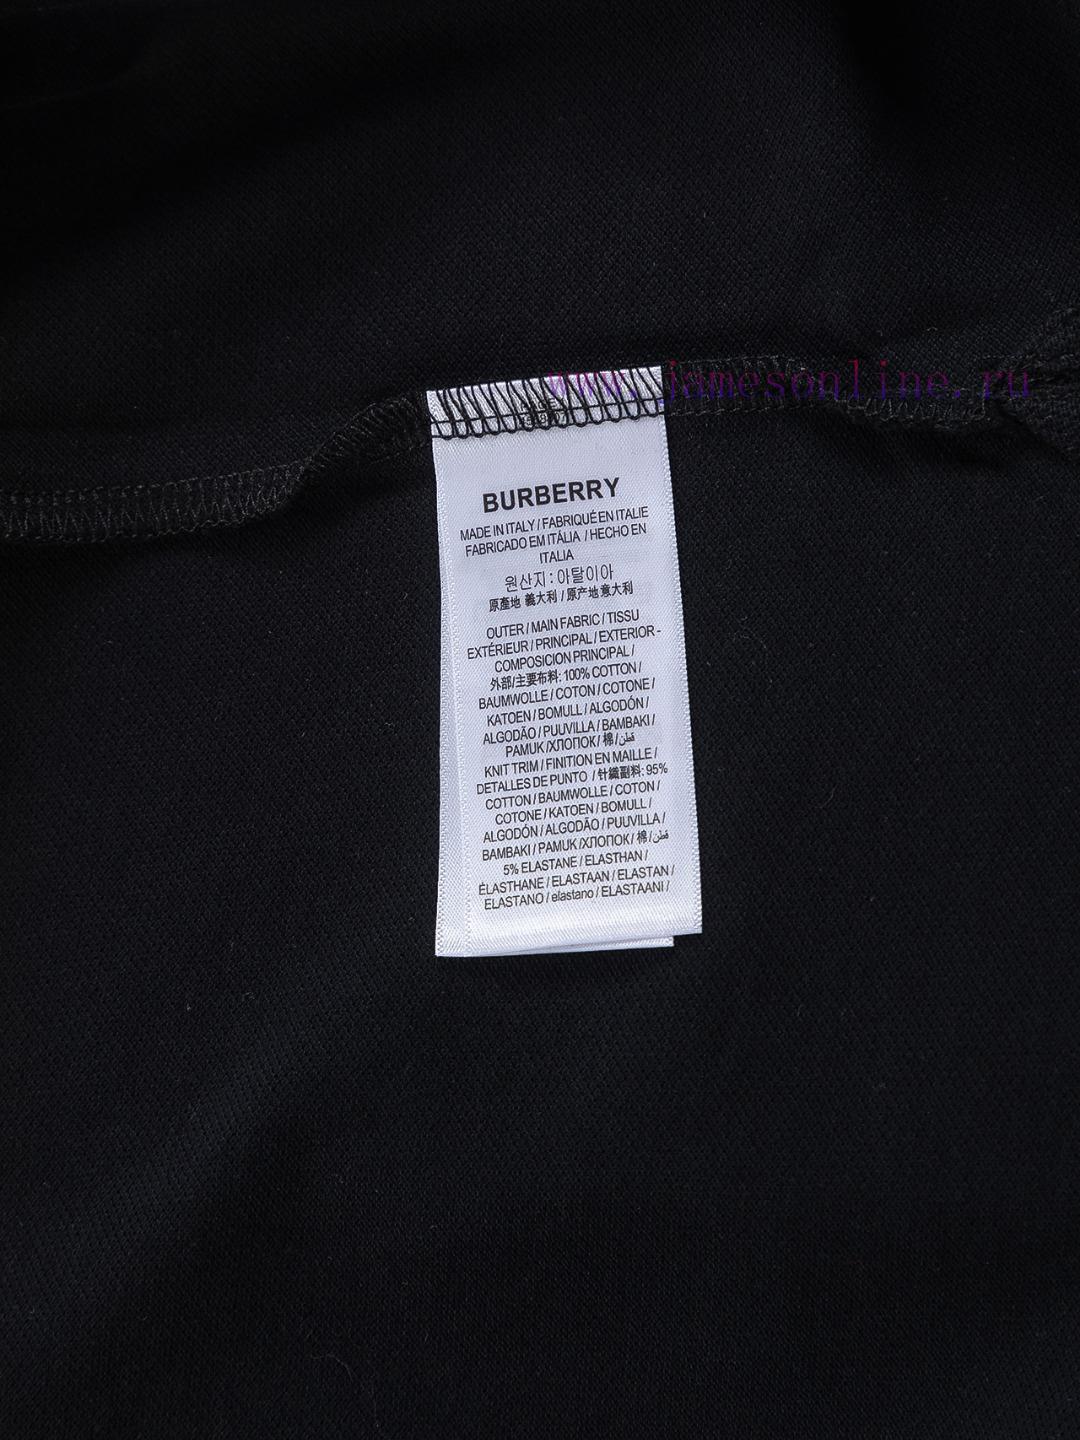 www.jamesonline.ru
BURBERRY
MADE IN ITALY / FABRIQUÉ EN ITALIE
FABRICADO EM ITÁLIA / HECHO EN
ITALIA
원산지 : 이탈이아
原產地 義大利 / 原产地 意大利
OUTER / MAIN FABRIC / TISSU
EXTÉRIEUR / PRINCIPAL / EXTERIOR -
COMPOSICION PRINCIPAL /
外部/主要布料: 100% COTTON /
BAUMWOLLE / COTON / COTONE /
KATOEN / BOMULL / ALGODÓN /
ALGODÃO / PUUVILLA / BAMBAKI /
PAMUK /ХЛОПОК / 棉 / قطن
KNIT TRIM / FINITION EN MAILLE /
DETALLES DE PUNTO / 針織副料: 95%
COTTON / BAUMWOLLE / COTON /
COTONE / KATOEN / BOMULL /
ALGODÓN / ALGODÃO / PUUVILLA /
BAMBAKI / PAMUK /ХЛОПОК / 棉 / قطن
5% ELASTANE / ELASTHAN /
ÉLASTHANE / ELASTAAN / ELASTAN /
ELASTANO / elastano / ELASTAANI /